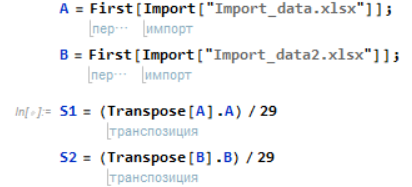 A = First[Import["Import_data.xlsx"]];
пер⋯ импорт
B = First[Import["Import_data2.xlsx"]];
пер⋯ импорт
In[•]:= S1 = (Transpose[A].A) / 29
транспозиция
S2 = (Transpose[B].B) / 29
транспозиция